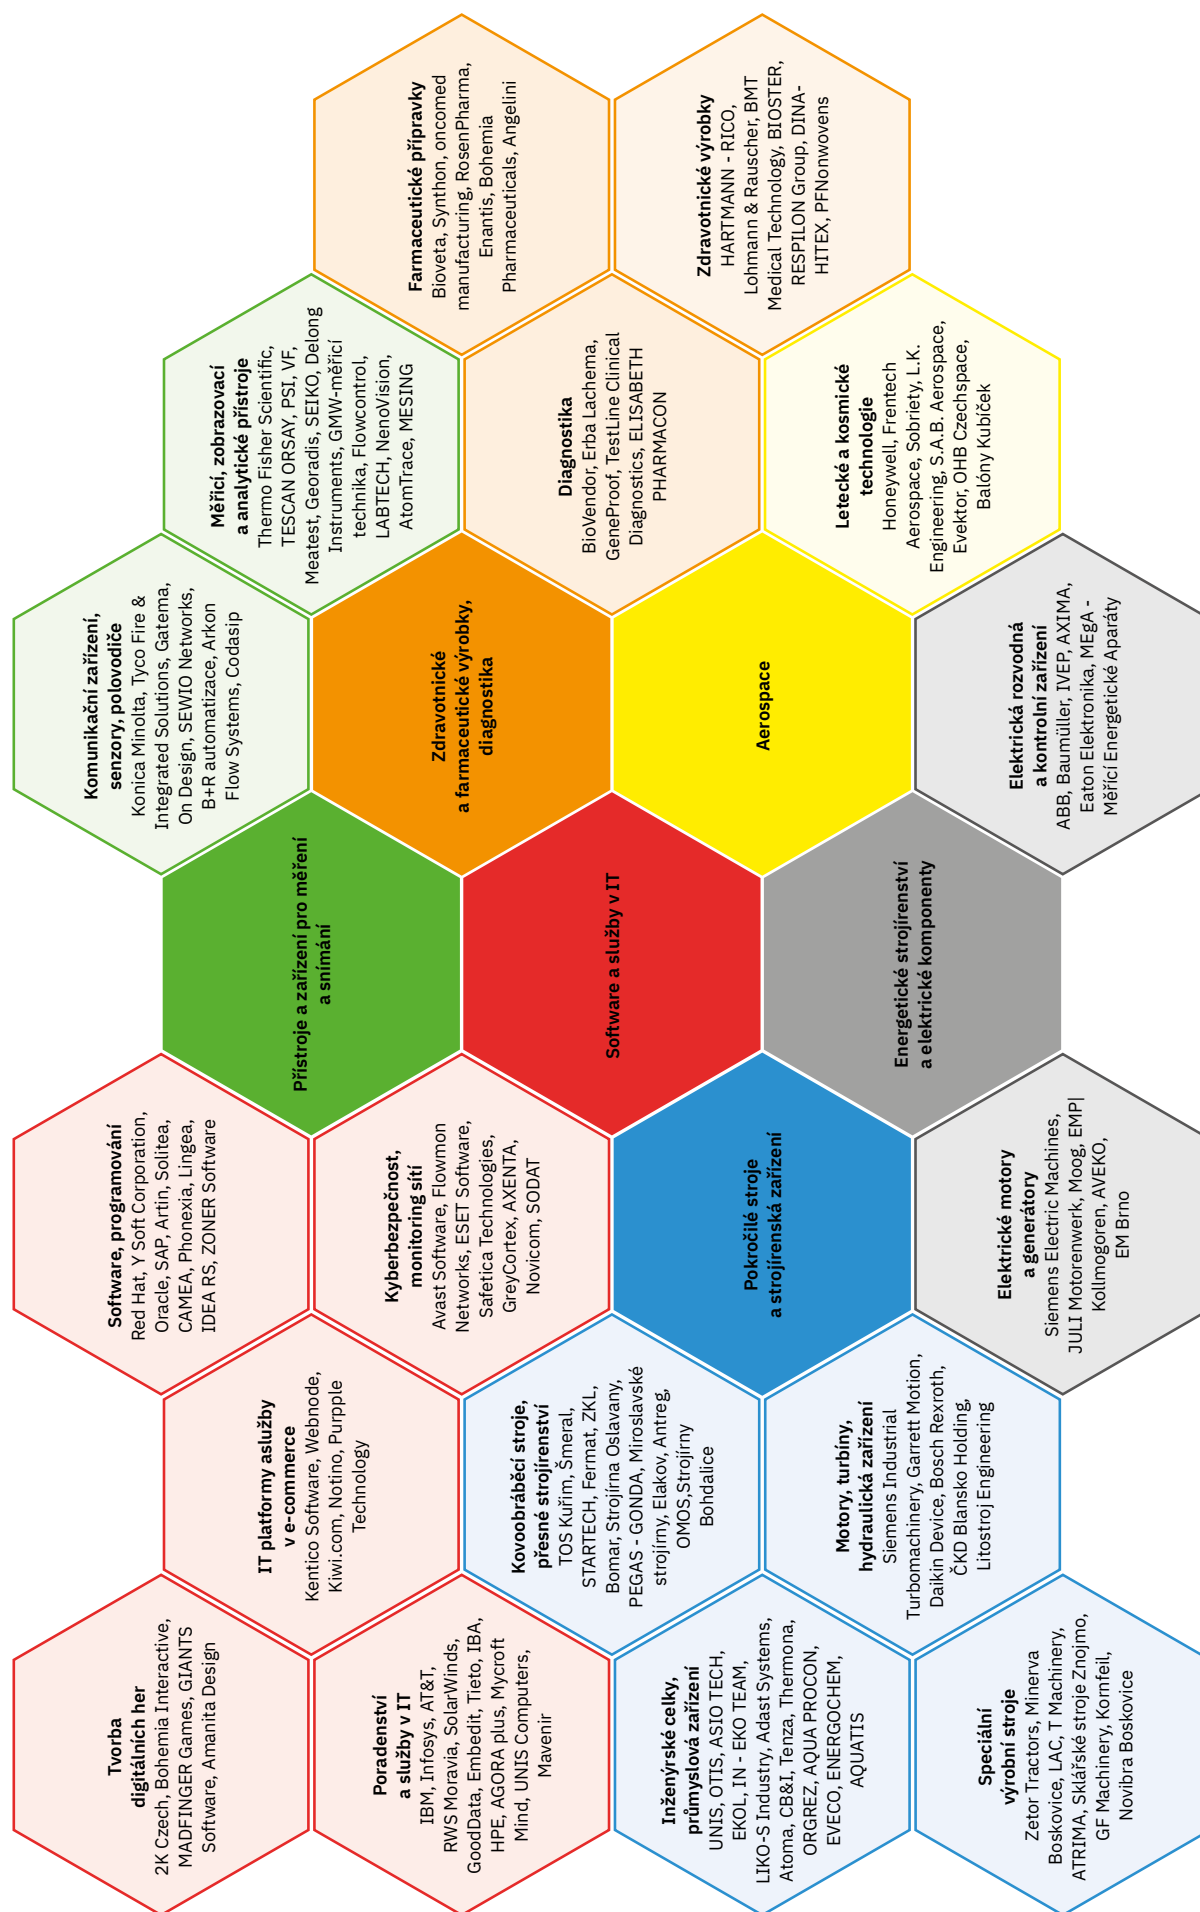 Tvorba
digitálních her
2K Czech, Bohemia Interactive,
MADFINGER Games, GIANTS
Software, Amanita Design
Software, programování
Red Hat, Y Soft Corporation,
Oracle, SAP, Artin, Solitea,
CAMEA, Phonexia, Lingea,
IDEA RS, ZONER Software
Komunikační zařízení,
senzory, polovodiče
Konica Minolta, Tyco Fire &
Integrated Solutions, Gatema,
On Design, SEWIO Networks,
B+R automatizace, Arkon
Flow Systems, Codasip
IT platformy aslužby
v e-commerce
Kentico Software, Webnode,
Kiwi.com, Notino, Purpple
Technology
Přístroje a zařízení pro měření
a snímání
Měřicí, zobrazovací
a analytické přístroje
Thermo Fisher Scientific,
TESCAN ORSAY, PSI, VF,
Meatest, Georadis, SEIKO, Delong
Instruments, GMW-měřicí
technika, Flowcontrol,
LABTECH, NenoVision,
AtomTrace, MESING
Poradenství
a služby v IT
IBM, Infosys, AT&T,
RWS Moravia, SolarWinds,
GoodData, Embedit, Tieto, IBA,
HPE, AGORA plus, Mycroft
Mind, UNIS Computers,
Mavenir
Kyberbezpečnost,
monitoring sítí
Avast Software, Flowmon
Networks, ESET Software,
Safetica Technologies,
GreyCortex, AXENTA,
Novicom, SODAT
Zdravotnické
a farmaceutické výrobky,
diagnostika
Farmaceutické přípravky
Bioveta, Synthon, oncomed
manufacturing, RosenPharma,
Enantis, Bohemia
Pharmaceuticals, Angelini
Kovoobráběcí stroje,
přesné strojírenství
TOS Kuřim, Šmeral,
STARTECH, Fermat, ZKL,
Bomar, Strojírna Oslavany,
PEGAS - GONDA, Miroslavské
strojírny, Elakov, Antreg,
OMOS,Strojírny
Bohdalice
Software a služby v IT
Diagnostika
BioVendor, Erba Lachema,
GeneProof, TestLine Clinical
Diagnostics, ELISABETH
PHARMACON
Inženýrské celky,
průmyslová zařízení
UNIS, OTIS, ASIO TECH,
EKOL, IN - EKO TEAM,
LIKO-S Industry, Adast Systems,
Atoma, CB&I, Tenza, Thermona,
ORGREZ, AQUA PROCON,
EVECO, ENERGOCHEM,
AQUATIS
Pokročilé stroje
a strojírenská zařízení
Aerospace
Zdravotnické výrobky
HARTMANN - RICO,
Lohmann & Rauscher, BMT
Medical Technology, BIOSTER,
RESPILON Group, DINA-
HITEX, PFNonwovens
Motory, turbíny,
hydraulická zařízení
Siemens Industrial
Turbomachinery, Garrett Motion,
Daikin Device, Bosch Rexroth,
ČKD Blansko Holding,
Litostroj Engineering
Energetické strojírenství
a elektrické komponenty
Letecké a kosmické
technologie
Honeywell, Frentech
Aerospace, Sobriety, L.K.
Engineering, S.A.B. Aerospace,
Evektor, OHB Czechspace,
Balóny Kubíček
Speciální
výrobní stroje
Zetor Tractors, Minerva
Boskovice, LAC, T Machinery,
ATRIMA, Sklářské stroje Znojmo,
GF Machinery, Kornfeil,
Novibra Boskovice
Elektrické motory
a generátory
Siemens Electric Machines,
JULI Motorenwerk, Moog, EMP|
Kollmogoren, AVEKO,
EM Brno
Elektrická rozvodná
a kontrolní zařízení
ABB, Baumüller, IVEP, AXIMA,
Eaton Elektronika, MEgA -
Měřící Energetické Aparáty